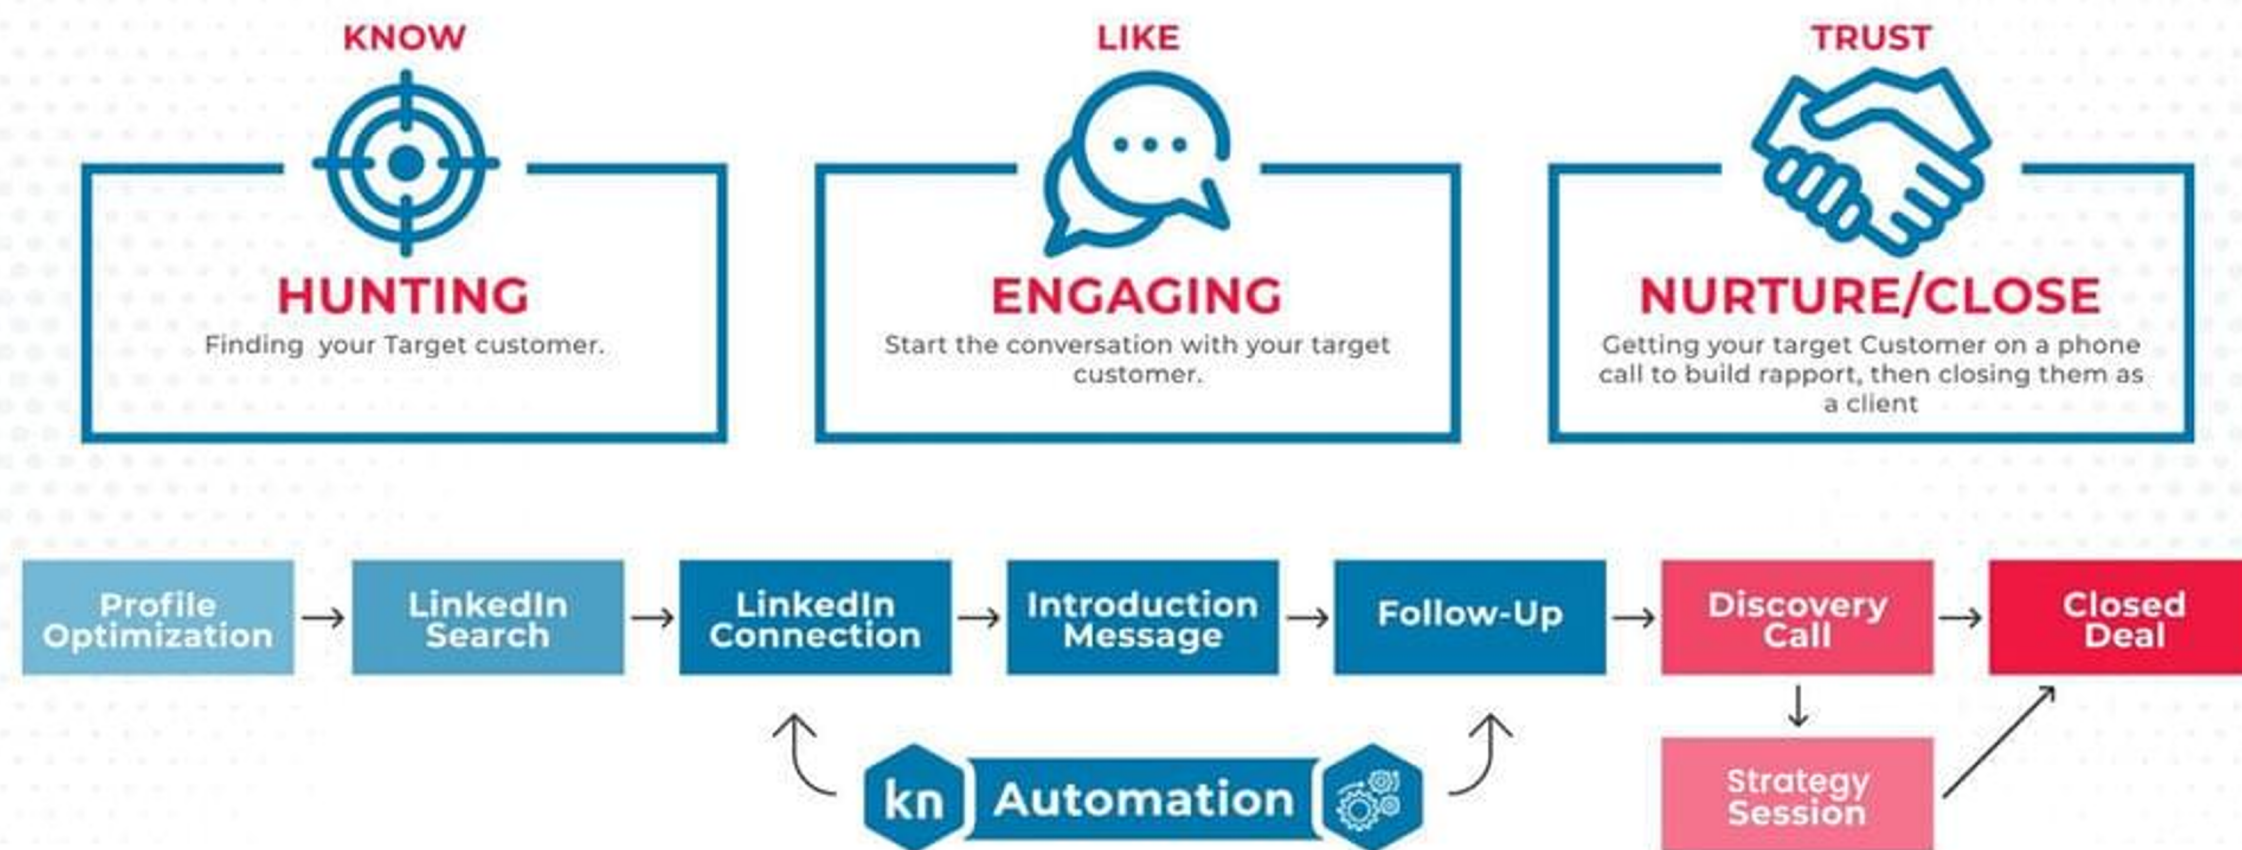 KNOW
LIKE
TRUST
HUNTING
Finding your Target customer.
ENGAGING
Start the conversation with your target
customer.
NURTURE/CLOSE
Getting your target Customer on a phone
call to build rapport, then closing them as
a client
Profile
Optimization
LinkedIn
Search
LinkedIn
Connection
Introduction
Message
Follow-Up
Discovery
Call
Closed
Deal
kn
Automation
Strategy
Session